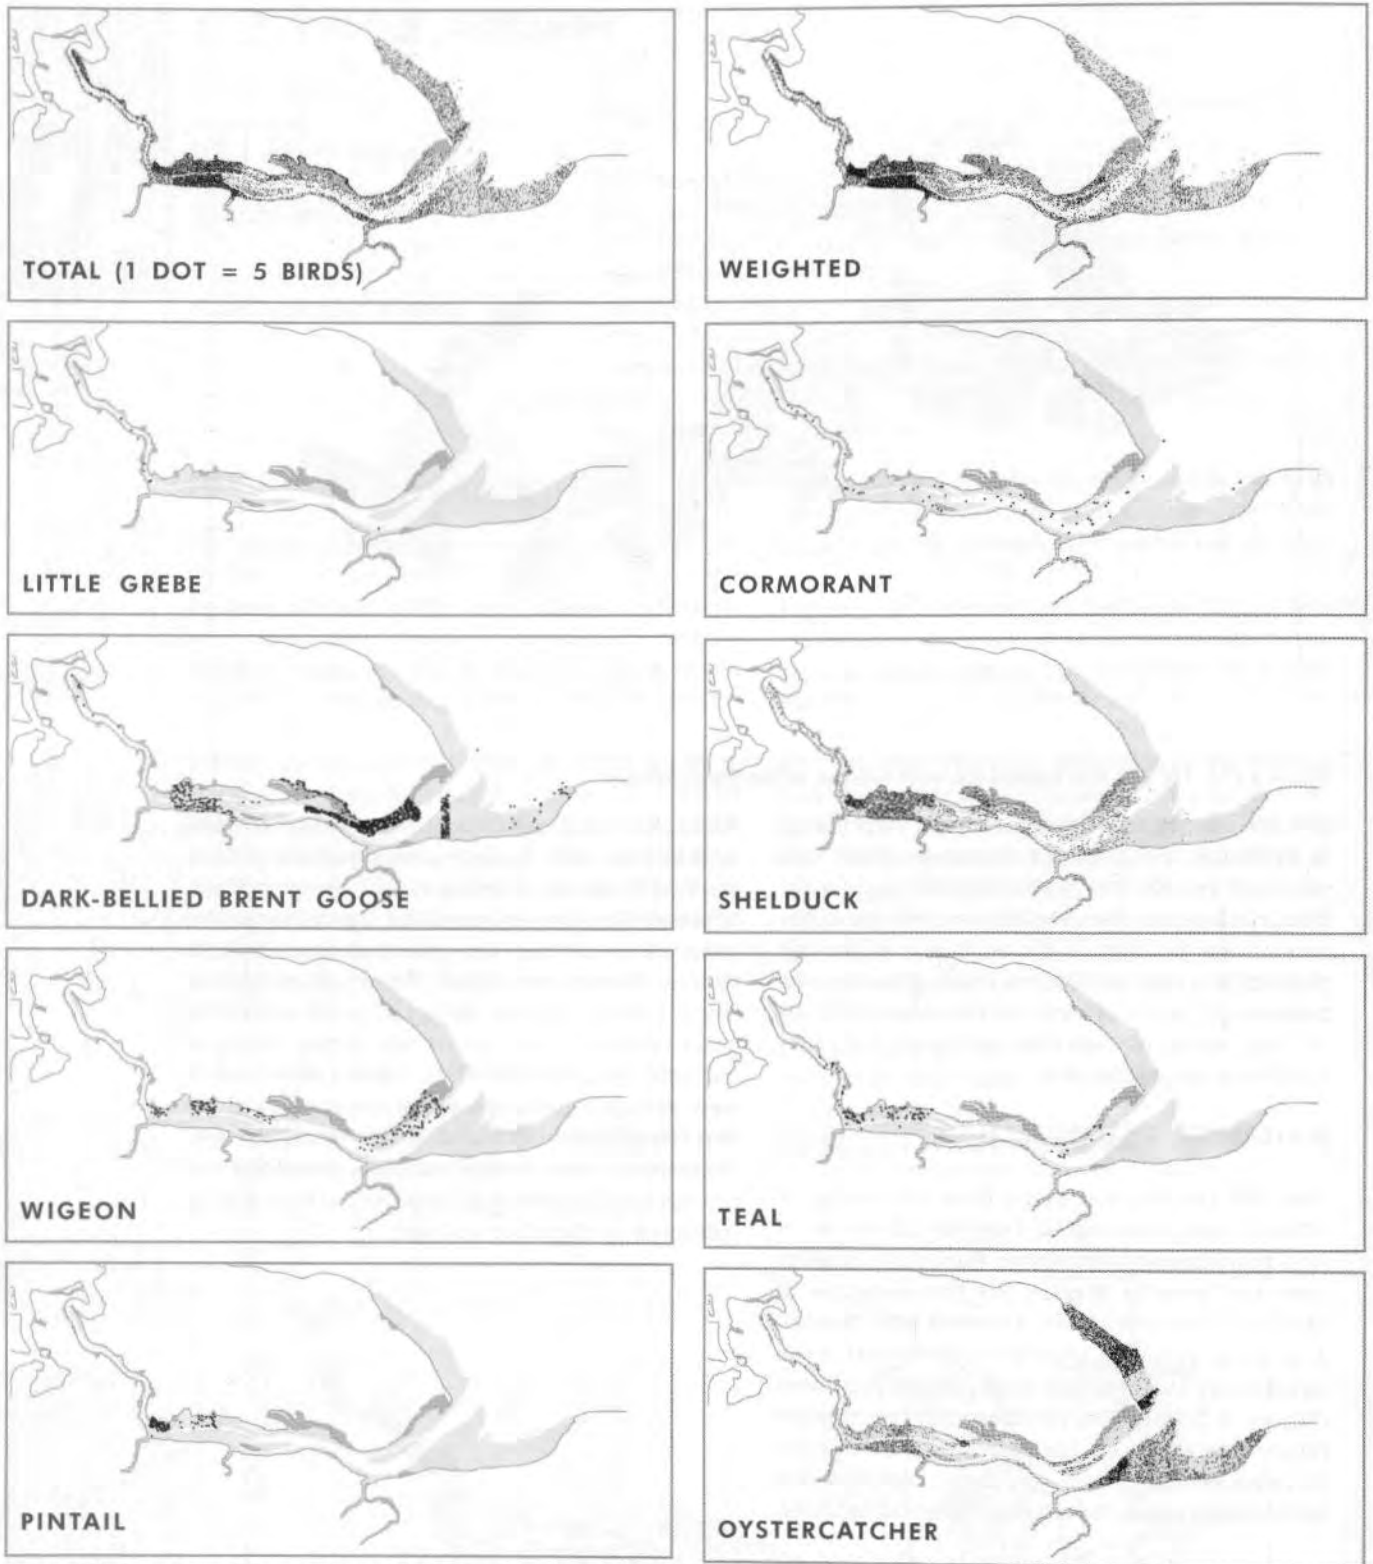 TOTAL (1 DOT = 5 BIRDS)
WEIGHTED
LITTLE GREBE
CORMORANT
DARK-BELLIED BRENT GOOSE
SHELDUCK
WIGEON
TEAL
PINTAIL
OYSTERCATCHER